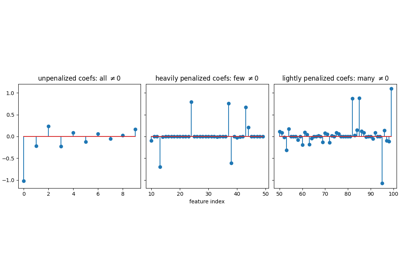 unpenalized coefs: all ≠0
heavily penalized coefs: few ≠0
lightly penalized coefs: many ≠0
1.0
0.5
0.0
−0.5
−1.0
0 2 4 6 8
10 20 30 40 50
50 60 70 80 90 100
feature index